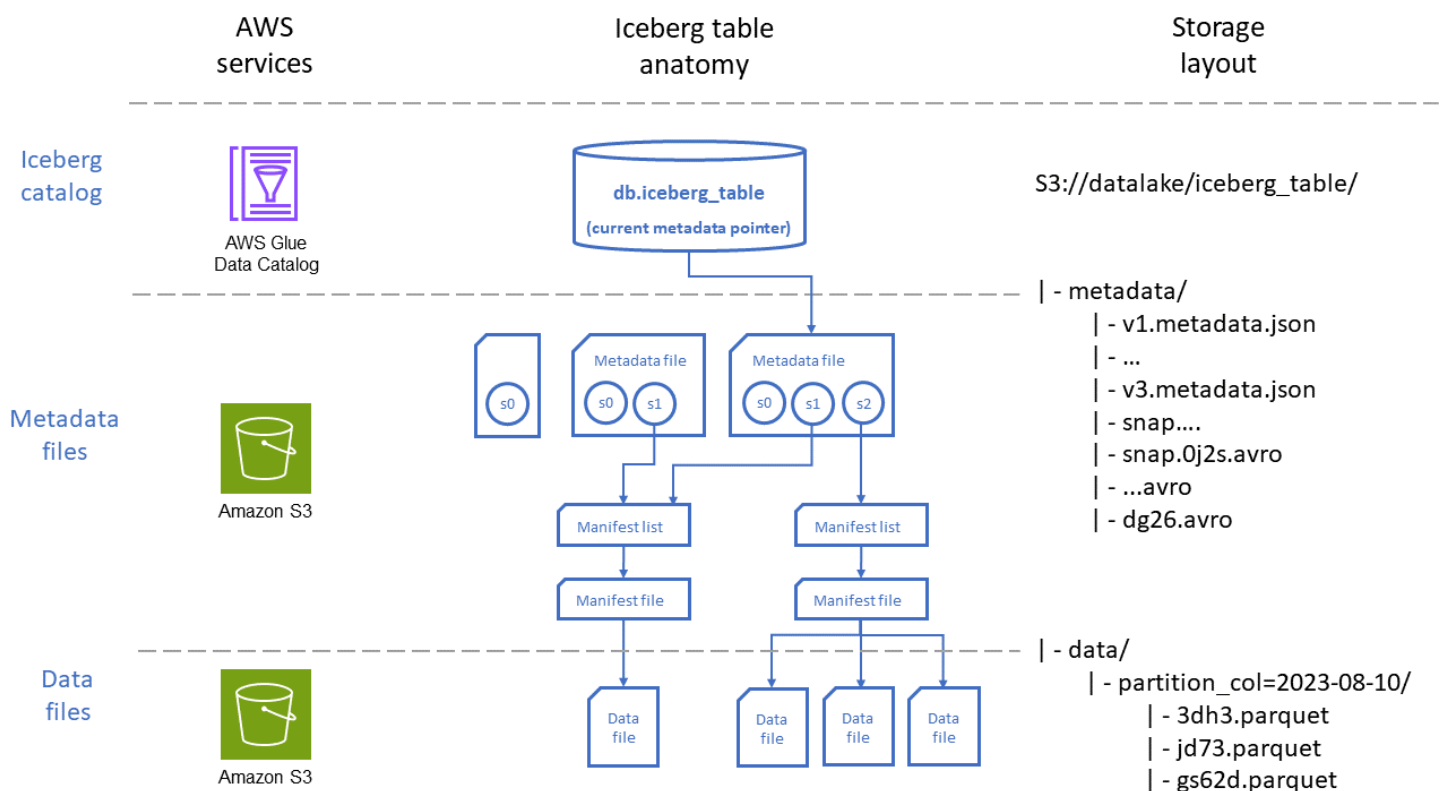 AWS
services
Iceberg table
anatomy
Storage
layout
Iceberg
catalog
AWS Glue
Data Catalog
db.iceberg_table
(current metadata pointer)
S3://datalake/iceberg_table/
Metadata
files
Amazon S3
s0
Metadata file
s0
s1
Metadata file
s0
s1
s2
Manifest list
Manifest list
Manifest file
Manifest file
| - metadata/
| - v1.metadata.json
| - ...
| - v3.metadata.json
| - snap....
| - snap.0j2s.avro
| - ...avro
| - dg26.avro
Data
files
Amazon S3
Data
file
Data
file
Data
file
Data
file
| - data/
| - partition_col=2023-08-10/
| - 3dh3.parquet
| - jd73.parquet
| - gs62d.parquet